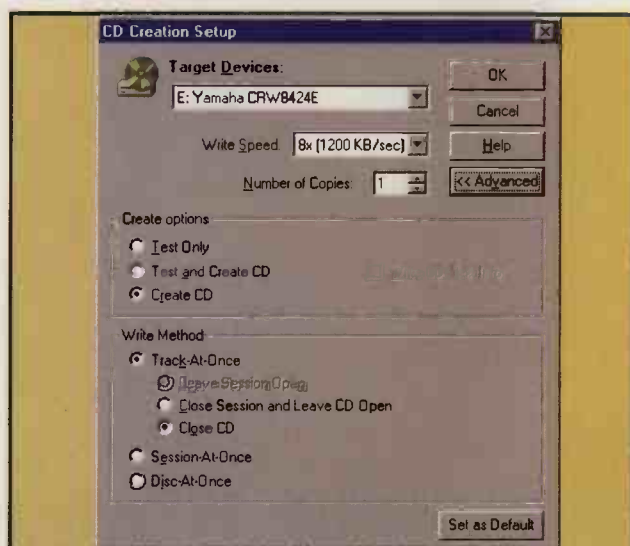 CD Creation Setup
Target Devices:
E: Yamaha CRW8424E
OK
Cancel
Write Speed: 8x (1200 KB/sec)
Help
Number of Copies: 1
<< Advanced
Create options
Test Only
Test and Create CD
Create CD
Write Method
Track-At-Once
Leave Session Open
Close Session and Leave CD Open
Close CD
Session-At-Once
Disc-At-Once
Set as Default